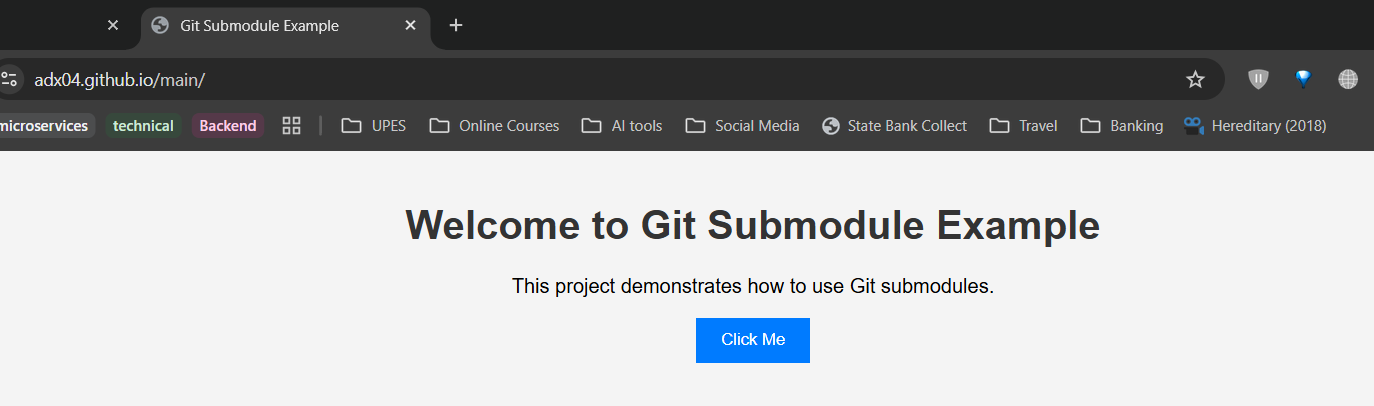 Git Submodule Example
adx04.github.io/main/
microservices technical Backend UPES Online Courses AI tools Social Media State Bank Collect Travel Banking Hereditary (2018)
Welcome to Git Submodule Example
This project demonstrates how to use Git submodules.
Click Me